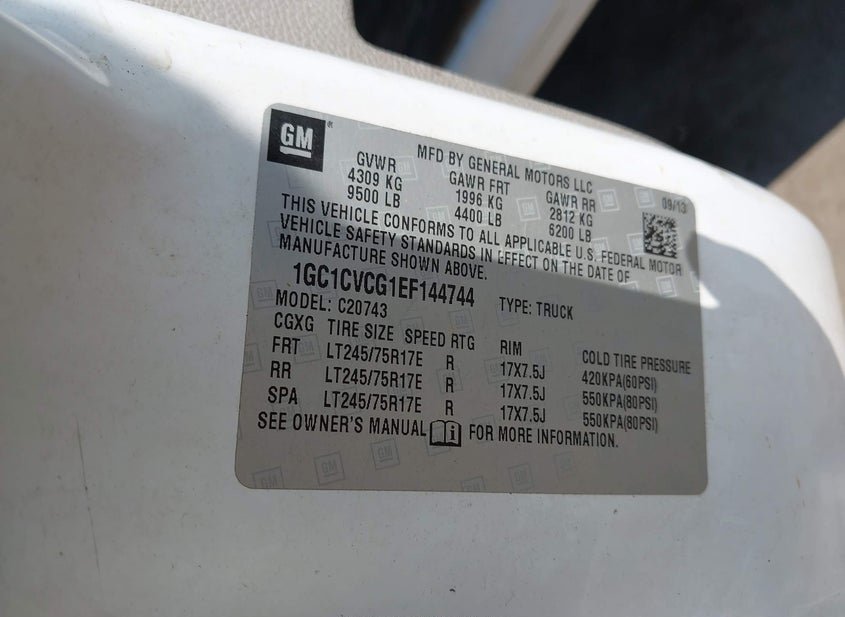 GM ®
MFD BY GENERAL MOTORS LLC
GVWR GAWR FRT GAWR RR 09/13
4309 KG 1996 KG 2812 KG
9500 LB 4400 LB 6200 LB
THIS VEHICLE CONFORMS TO ALL APPLICABLE U.S. FEDERAL MOTOR
VEHICLE SAFETY STANDARDS IN EFFECT ON THE DATE OF
MANUFACTURE SHOWN ABOVE.
1GC1CVCG1EF144744 TYPE: TRUCK
MODEL: C20743
CGXG TIRE SIZE SPEED RTG RIM COLD TIRE PRESSURE
FRT LT245/75R17E R 17X7.5J 420KPA(60PSI)
RR LT245/75R17E R 17X7.5J 550KPA(80PSI)
SPA LT245/75R17E R 17X7.5J 550KPA(80PSI)
SEE OWNER'S MANUAL i FOR MORE INFORMATION.